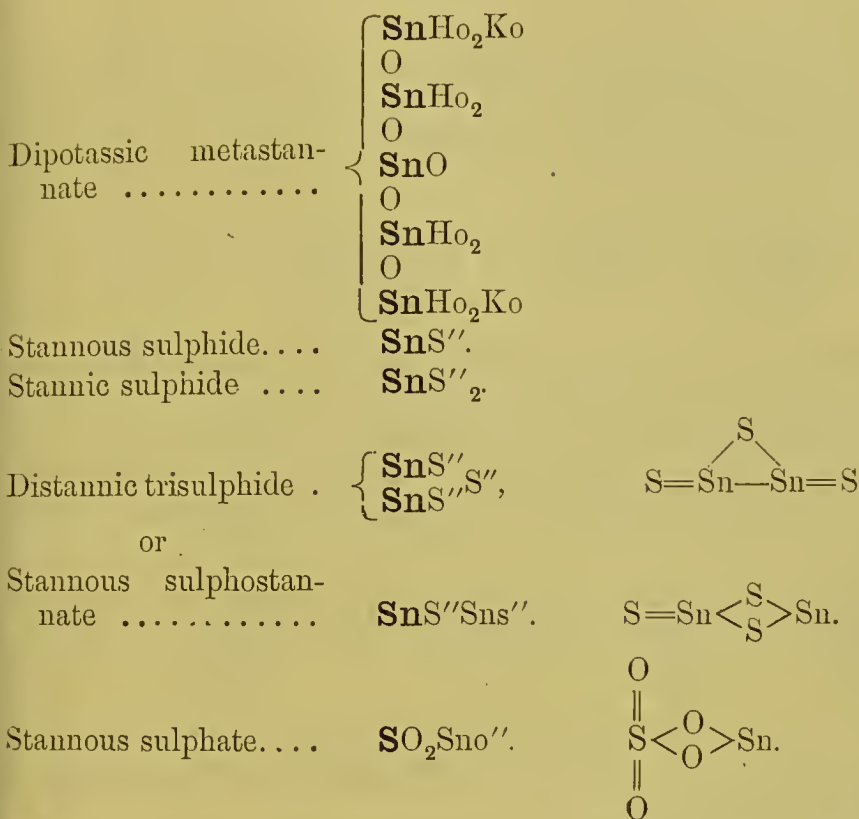 SnHo₂Ko
O
SnHo₂
O
Dipotassic metastan-
nate ............ SnO
O
SnHo₂
O
SnHo₂Ko
Stannous sulphide.... SnS″.
Stannic sulphide .... SnS″₂.
S
Distannic trisulphide . { SnS″ SnS″ S″, S=Sn—Sn=S
or
Stannous sulphostan-
nate ............ SnS″Sns″. S=Sn<S S>Sn.
O
||
Stannous sulphate.... SO₂Sno″. S<O O>Sn.
||
O